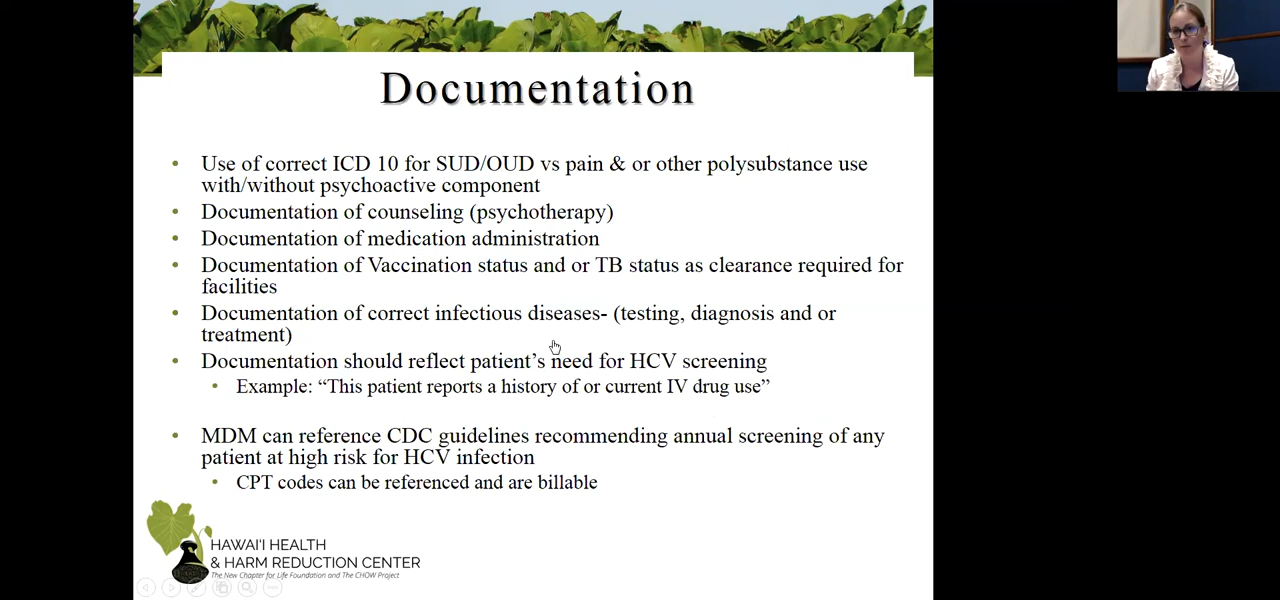 Documentation
• Use of correct ICD 10 for SUD/OUD vs pain & or other polysubstance use
with/without psychoactive component
• Documentation of counseling (psychotherapy)
• Documentation of medication administration
• Documentation of Vaccination status and or TB status as clearance required for
facilities
• Documentation of correct infectious diseases- (testing, diagnosis and or
treatment)
• Documentation should reflect patient’s need for HCV screening
• Example: “This patient reports a history of or current IV drug use”
• MDM can reference CDC guidelines recommending annual screening of any
patient at high risk for HCV infection
• CPT codes can be referenced and are billable
HAWAI'I HEALTH
& HARM REDUCTION CENTER
The New Chapter for Life Foundation and The CHOW Project